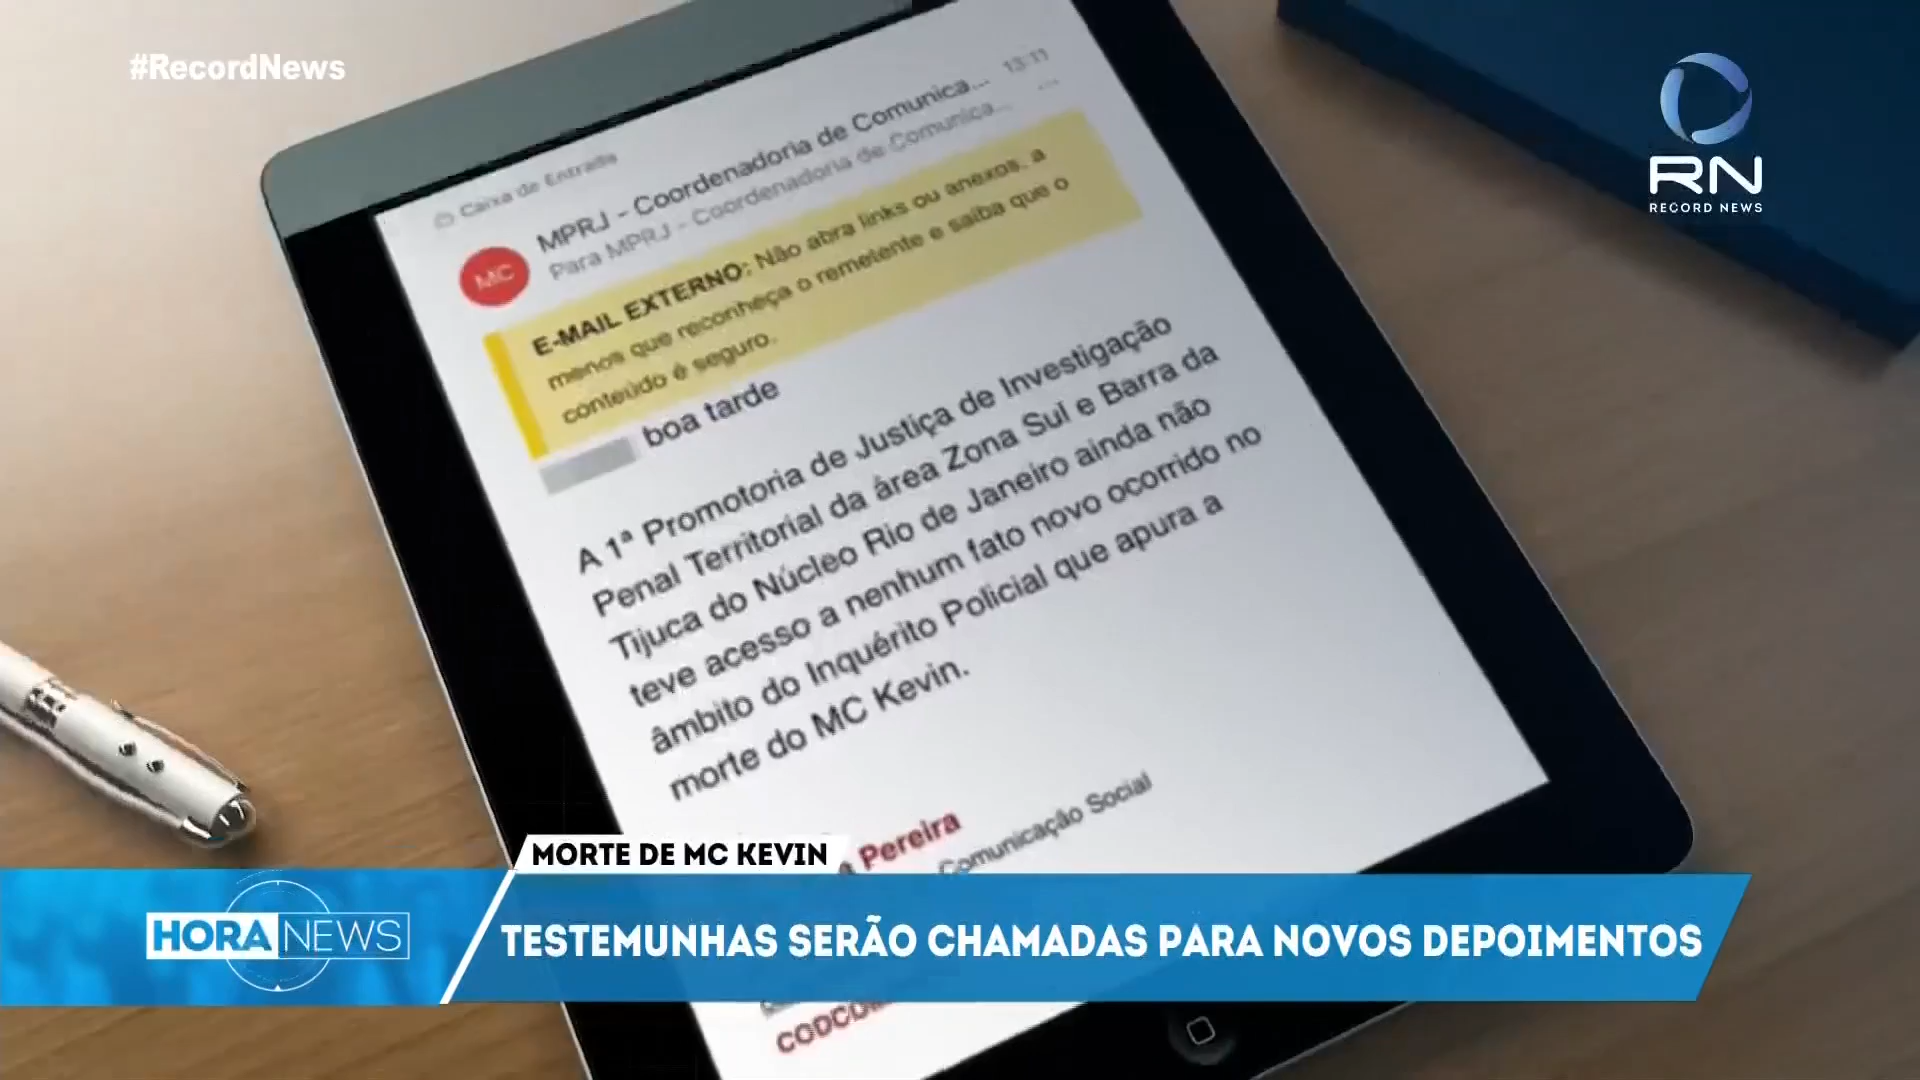 #RecordNews
RN
RECORD NEWS
Caixa de Entrada
13:11
MPRJ - Coordenadoria de Comunica...
Para MPRJ - Coordenadoria de Comunica...
MC
E-MAIL EXTERNO: Não abra links ou anexos, a
menos que reconheça o remetente e saiba que o
conteúdo é seguro.
boa tarde
A 1ª Promotoria de Justiça de Investigação
Penal Territorial da área Zona Sul e Barra da
Tijuca do Núcleo Rio de Janeiro ainda não
teve acesso a nenhum fato novo ocorrido no
âmbito do Inquérito Policial que apura a
morte do MC Kevin.
Pereira
Comunicação Social
MORTE DE MC KEVIN
HORA NEWS
TESTEMUNHAS SERÃO CHAMADAS PARA NOVOS DEPOIMENTOS